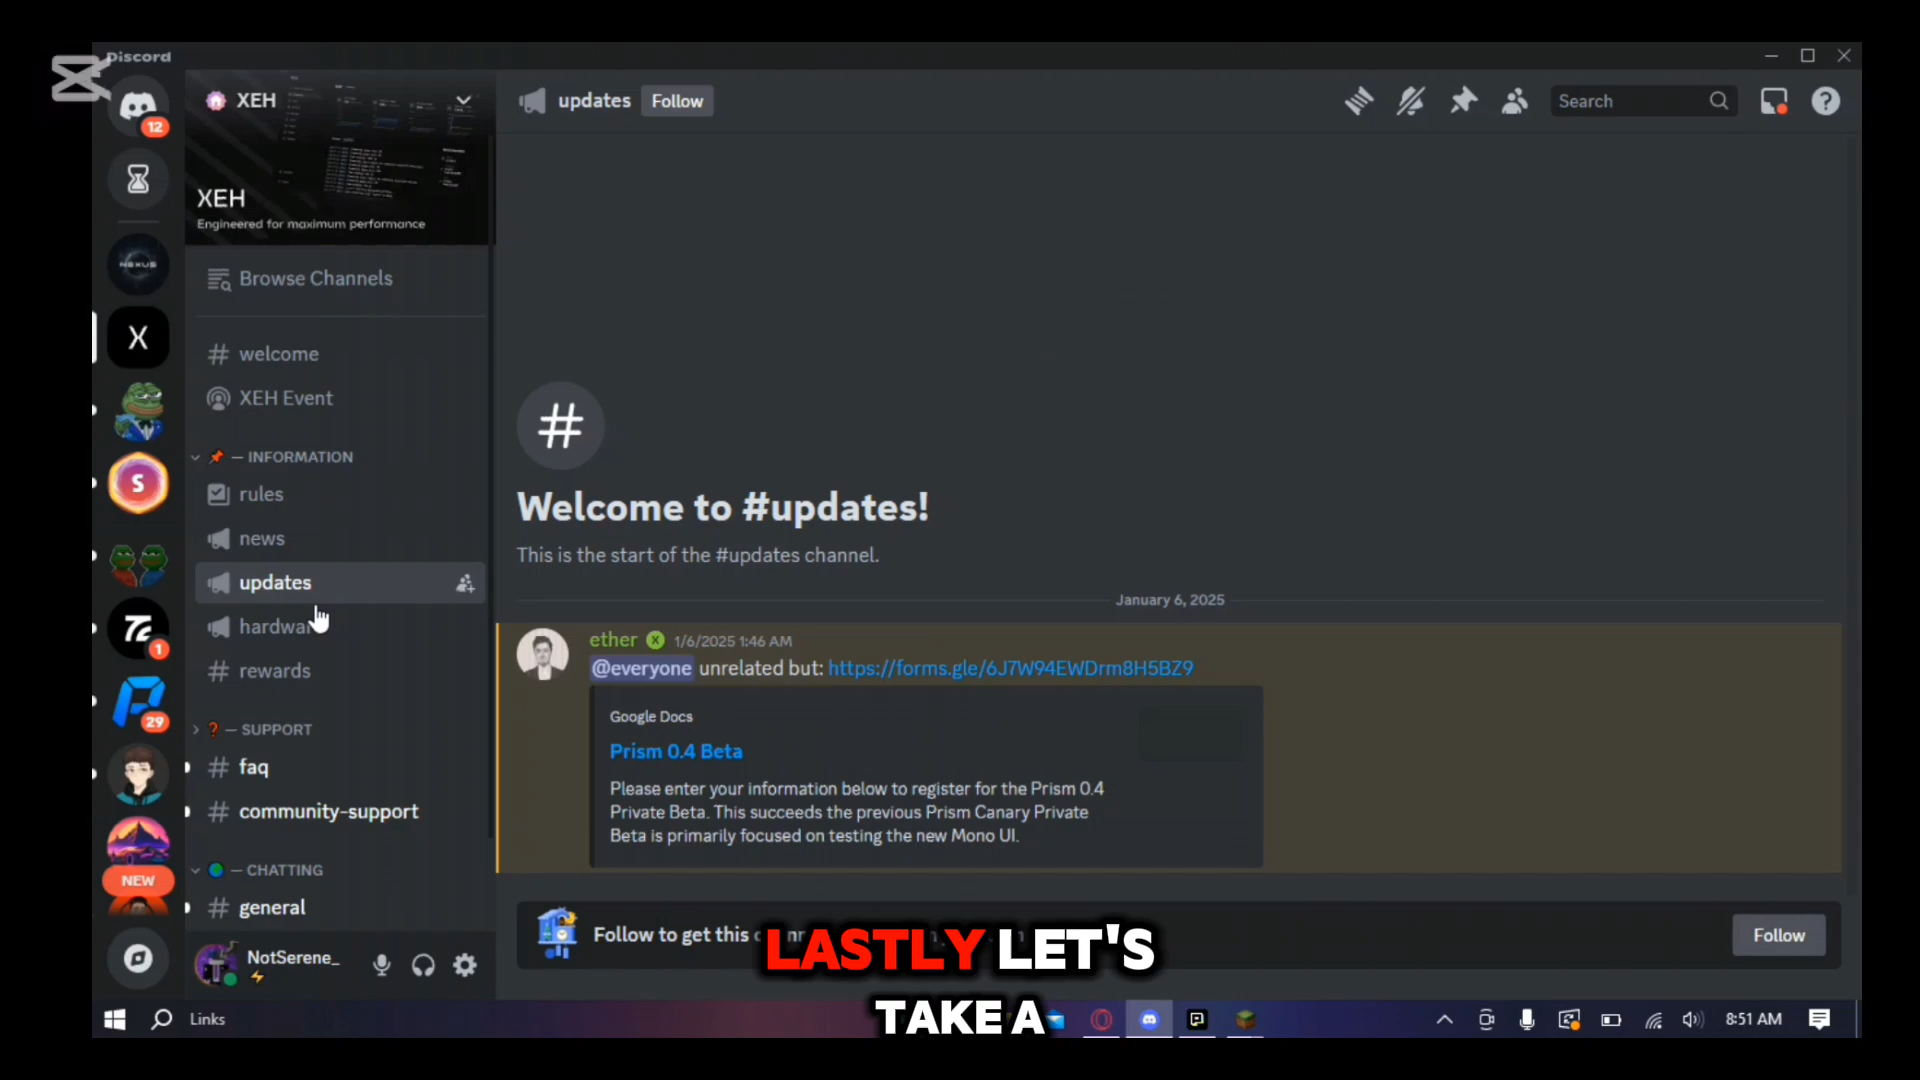 Discord
12
XEH
XEH
Engineered for maximum performance
Browse Channels
# welcome
XEH Event
— INFORMATION
rules
news
updates
rewards
— SUPPORT
# faq
# community-support
— CHATTING
# general
NEXUS
X
S
1
29
NEW
NotSerene_
updates
Follow
Search
Welcome to #updates!
This is the start of the #updates channel.
January 6, 2025
ether 1/6/2025 1:46 AM
@everyone unrelated but: https://forms.gle/6J7W94EWDrm8H5BZ9
Google Docs
Prism 0.4 Beta
Please enter your information below to register for the Prism 0.4
Private Beta. This succeeds the previous Prism Canary Private
Beta is primarily focused on testing the new Mono UI.
Follow to get this
Follow
LASTLY LET'S
TAKE A
Links
8:51 AM